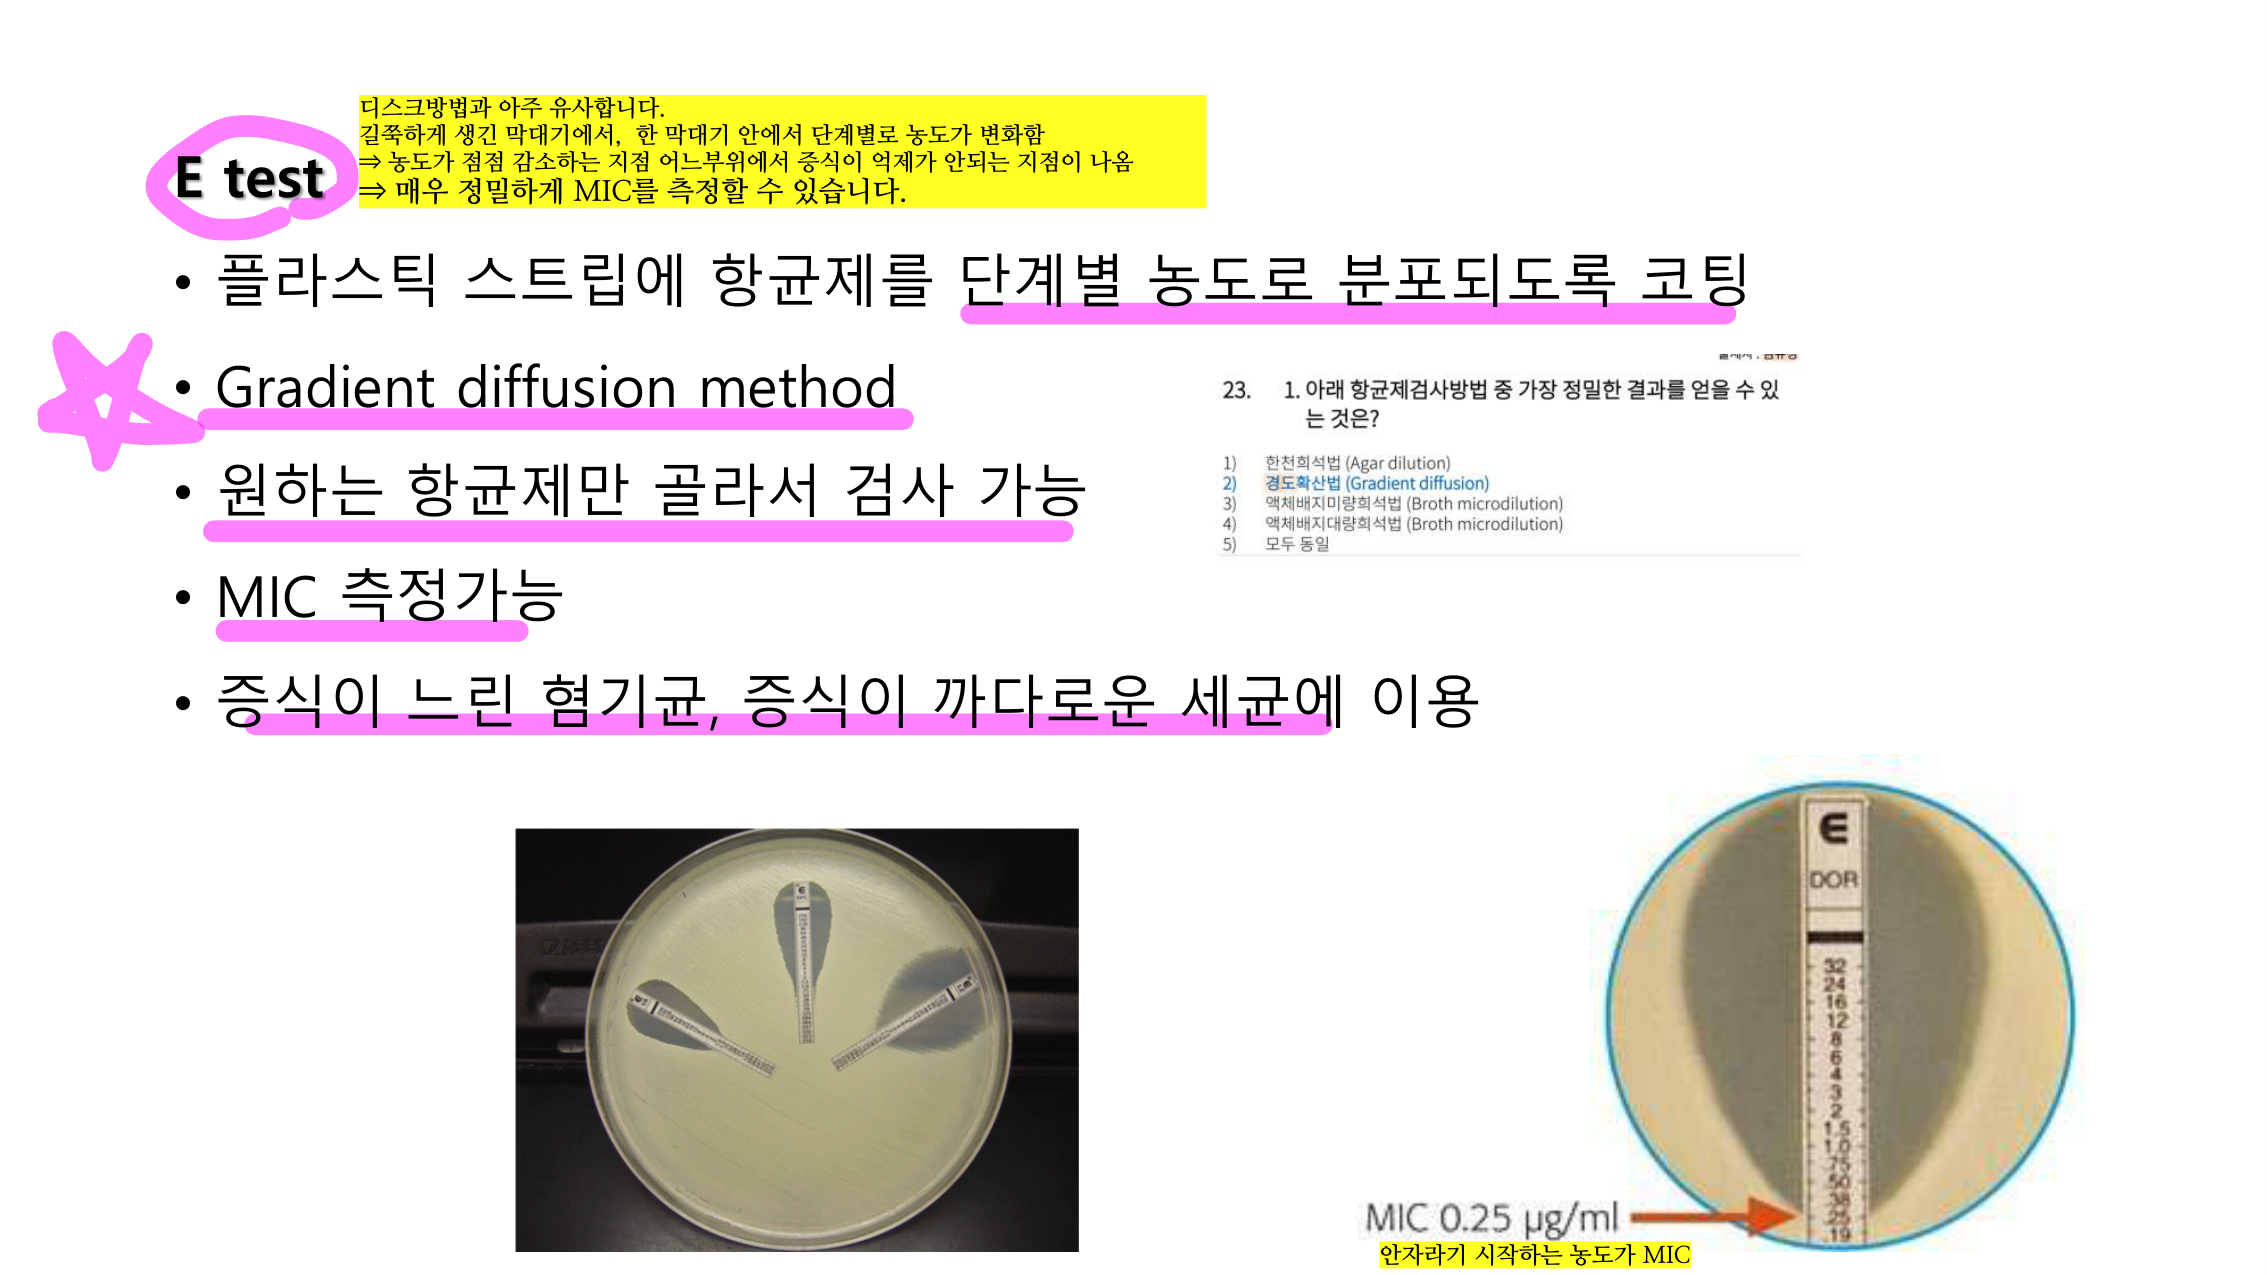 디스크방법과 아주 유사합니다.
길쭉하게 생긴 막대기에서, 한 막대기 안에서 단계별로 농도가 변화함
⇒ 농도가 점점 감소하는 지점 어느부위에서 증식이 억제가 안되는 지점이 나옴
⇒ 매우 정밀하게 MIC를 측정할 수 있습니다.
E test
• 플라스틱 스트립에 항균제를 단계별 농도로 분포되도록 코팅
• Gradient diffusion method
• 원하는 항균제만 골라서 검사 가능
• MIC 측정가능
• 증식이 느린 혐기균, 증식이 까다로운 세균에 이용
23. 1. 아래 항균제검사방법 중 가장 정밀한 결과를 얻을 수 있
는 것은?
1) 한천희석법 (Agar dilution)
2) 경도확산법 (Gradient diffusion)
3) 액체배지미량희석법 (Broth microdilution)
4) 액체배지대량희석법 (Broth microdilution)
5) 모두 동일
E
DOR
32
24
16
12
8
6
4
3
2
1.5
1.0
.75
.50
.38
.25
.19
MIC 0.25 µg/ml
안자라기 시작하는 농도가 MIC